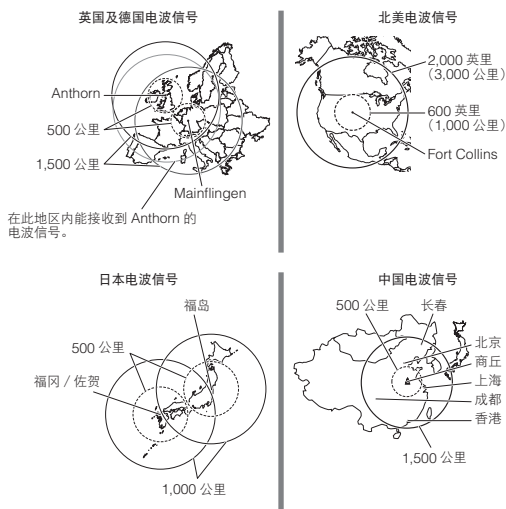 英国及德国电波信号
Anthorn
500 公里
1,500 公里
Mainflingen
在此地区内能接收到 Anthorn 的
电波信号。
北美电波信号
2,000 英里
（3,000 公里）
600 英里
（1,000 公里）
Fort Collins
日本电波信号
福岛
500 公里
福冈 / 佐贺
1,000 公里
中国电波信号
500 公里
长春
北京
商丘
上海
成都
香港
1,500 公里